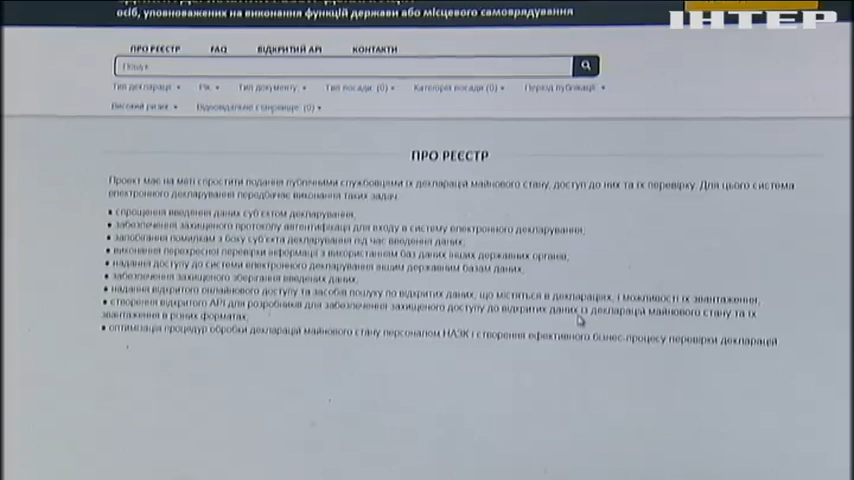 осіб, уповноважених на виконання функцій держави або місцевого самоврядування
ІНТЕР
ПРО РЕЄСТР FAQ ВІДКРИТИЙ АРІ КОНТАКТИ
Пошук
Тип декларації Рік Тип документу Тип посади: (0) Категорія посади (0) Період публікації
Високий ризик Відповідальне становище: (0)
ПРО РЕЄСТР
Проект має на меті спростити подання публічними службовцями їх декларацій майнового стану, доступ до них та їх перевірку. Для цього система
електронного декларування передбачає виконання таких задач:
• спрощення введення даних суб'єктом декларування;
• забезпечення захищеного протоколу автентифікації для входу в систему електронного декларування;
• запобігання помилкам з боку суб'єкта декларування під час введення даних;
• виконання перехресної перевірки інформації з використанням баз даних інших державних органів;
• надання доступу до системи електронного декларування іншим державним базам даних;
• забезпечення захищеного зберігання введених даних;
• надання відкритого онлайнового доступу та засобів пошуку по відкритих даних, що містяться в деклараціях, і можливості їх звантаження;
• створення відкритого АРІ для розробників для забезпечення захищеного доступу до відкритих даних із декларацій майнового стану та їх
звантаження в різних форматах;
• оптимізація процедур обробки декларацій майнового стану персоналом НАЗК і створення ефективного бізнес-процесу перевірки декларацій